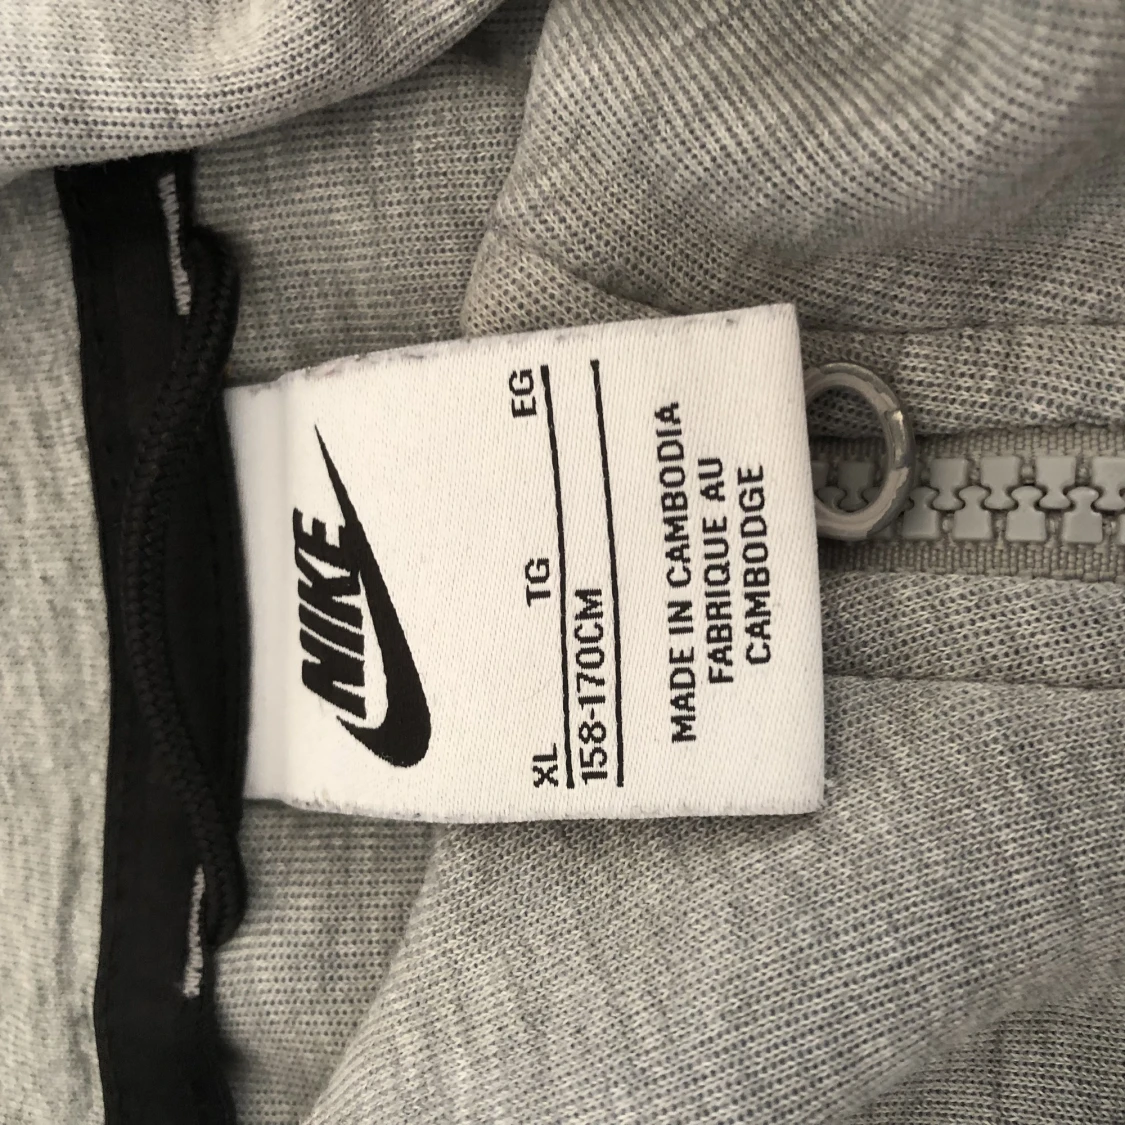 NIKE
XL TG EG
158-170CM
MADE IN CAMBODIA
FABRIQUE AU
CAMBODGE